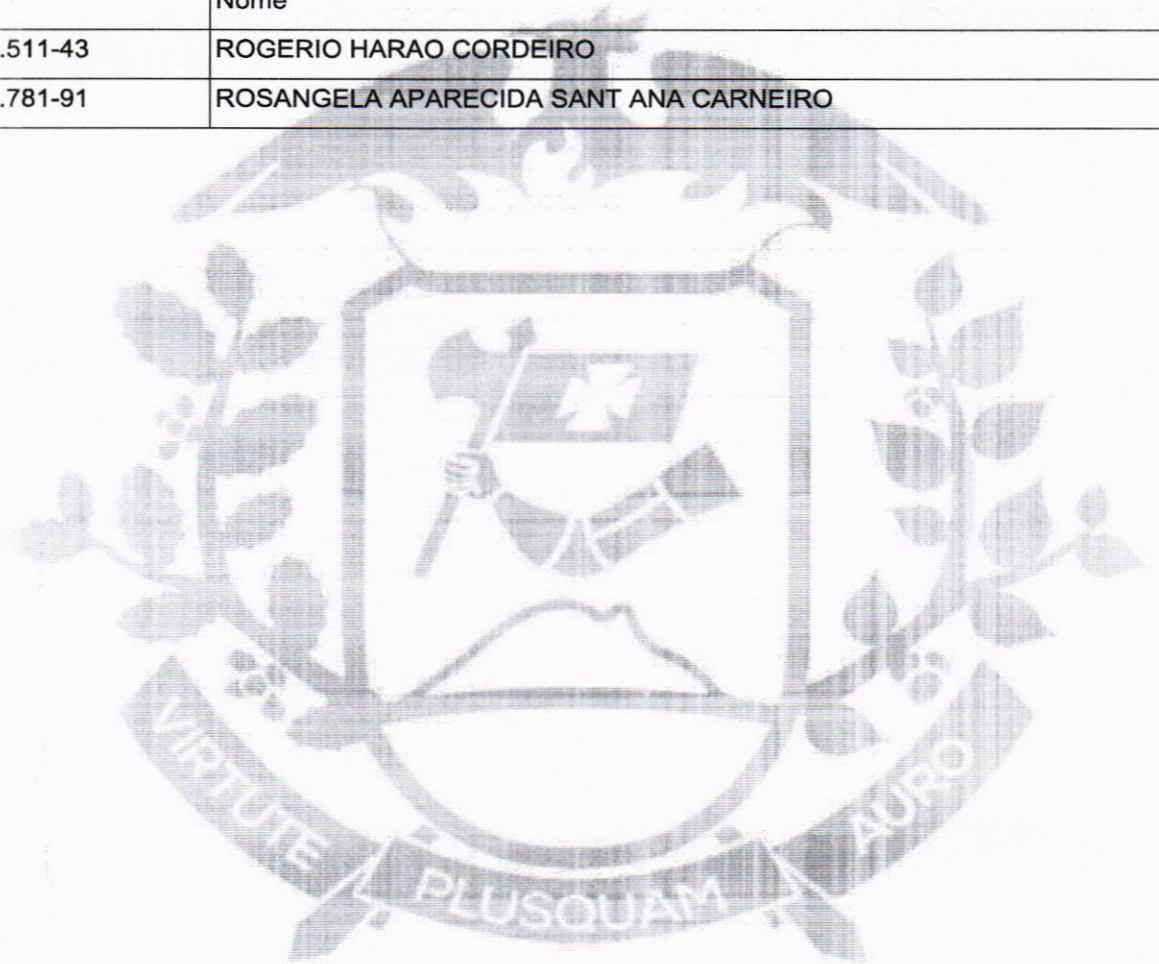 Nome
.511-43 ROGERIO HARAO CORDEIRO
.781-91 ROSANGELA APARECIDA SANT ANA CARNEIRO
VIRTUTE PLUSQUAM AURO